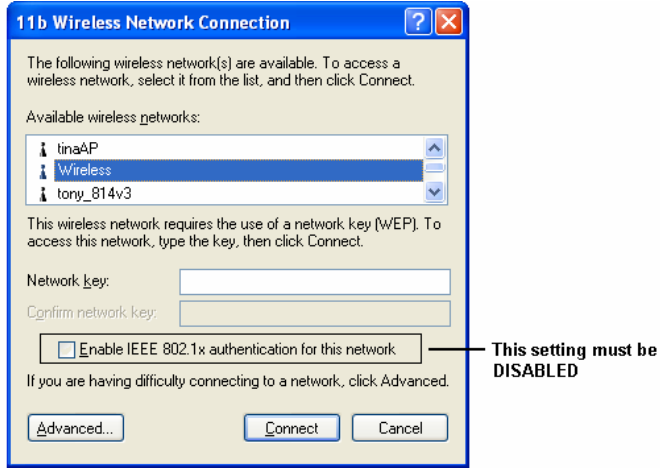 11b Wireless Network Connection
The following wireless network(s) are available. To access a
wireless network, select it from the list, and then click Connect.
Available wireless networks:
tinaAP
Wireless
tony_814v3
This wireless network requires the use of a network key (WEP). To
access this network, type the key, then click Connect.
Network key:
Confirm network key:
Enable IEEE 802.1x authentication for this network
This setting must be
DISABLED
If you are having difficulty connecting to a network, click Advanced.
Advanced... Connect Cancel